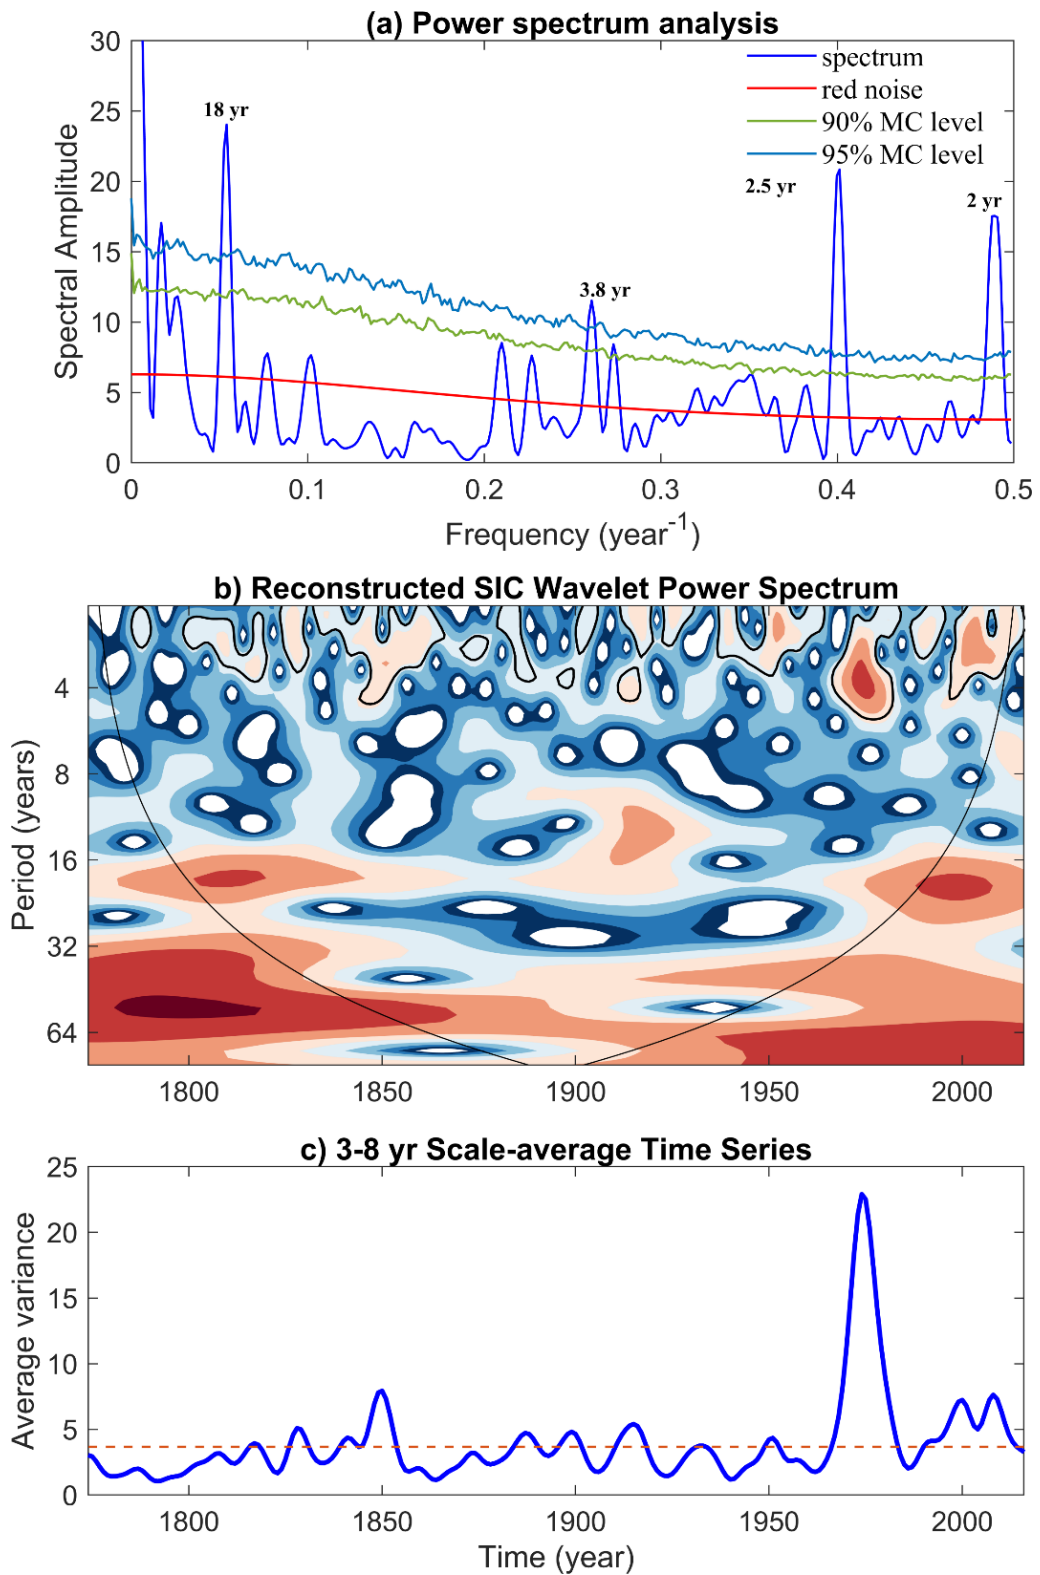 (a) Power spectrum analysis
30
25
20
15
10
5
0
Spectral Amplitude
18 yr
3.8 yr
2.5 yr
2 yr
spectrum
red noise
90% MC level
95% MC level
0 0.1 0.2 0.3 0.4 0.5
Frequency (year-1)
b) Reconstructed SIC Wavelet Power Spectrum
4
8
16
32
64
Period (years)
1800 1850 1900 1950 2000
c) 3-8 yr Scale-average Time Series
25
20
15
10
5
0
Average variance
1800 1850 1900 1950 2000
Time (year)